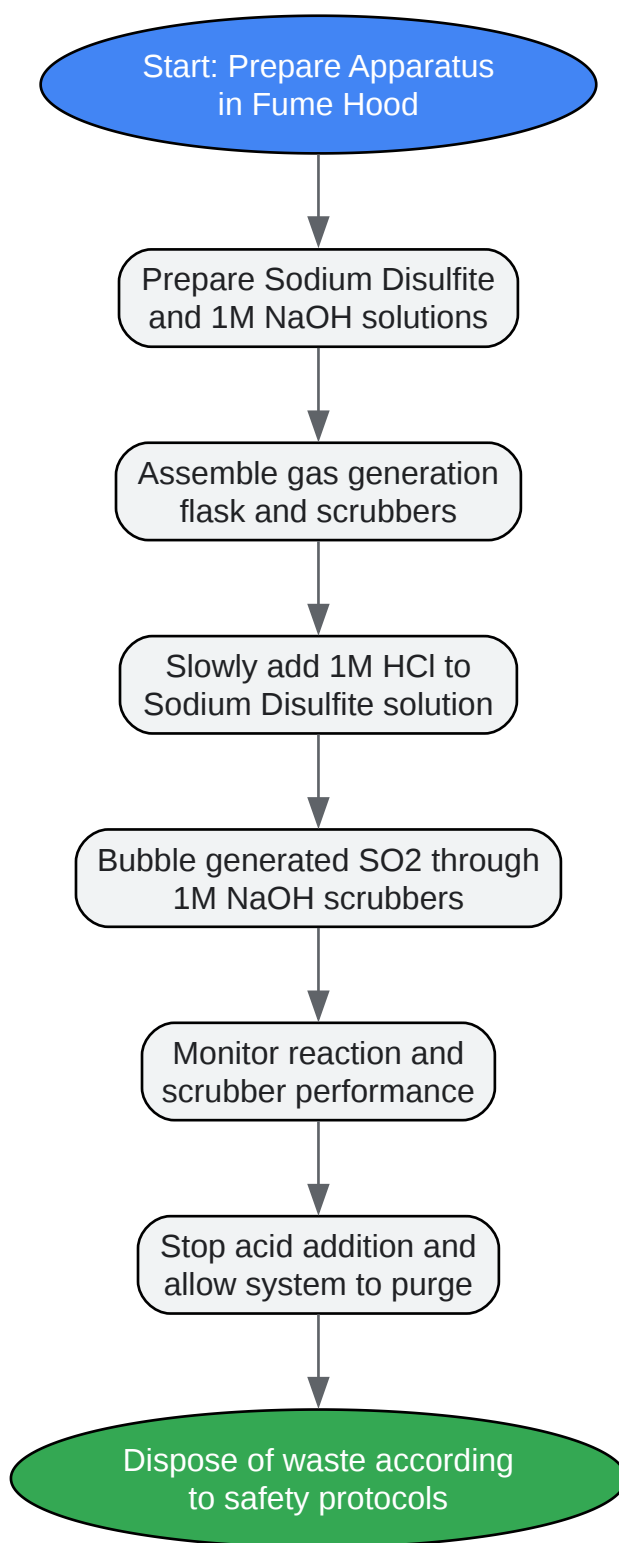 Start: Prepare Apparatus
in Fume Hood
Prepare Sodium Disulfite
and 1M NaOH solutions
Assemble gas generation
flask and scrubbers
Slowly add 1M HCl to
Sodium Disulfite solution
Bubble generated SO2 through
1M NaOH scrubbers
Monitor reaction and
scrubber performance
Stop acid addition and
allow system to purge
Dispose of waste according
to safety protocols